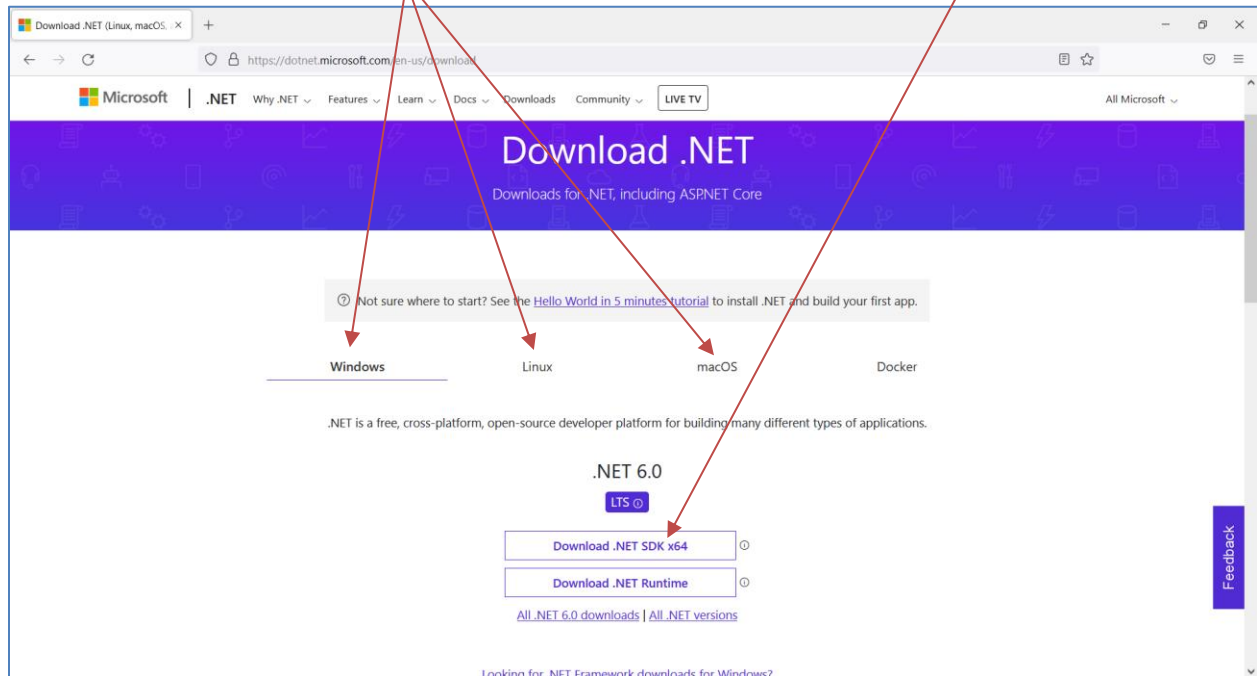 Download .NET (Linux, macOS,
https://dotnet.microsoft.com/en-us/download
Microsoft | .NET Why .NET Features Learn Docs Downloads Community LIVE TV All Microsoft
Download .NET
Downloads for .NET, including ASP.NET Core
Not sure where to start? See the Hello World in 5 minutes tutorial to install .NET and build your first app.
Windows Linux macOS Docker
.NET is a free, cross-platform, open-source developer platform for building many different types of applications.
.NET 6.0
LTS
Download .NET SDK x64
Download .NET Runtime
All .NET 6.0 downloads | All .NET versions
Feedback
Looking for .NET Framework downloads for Windows?